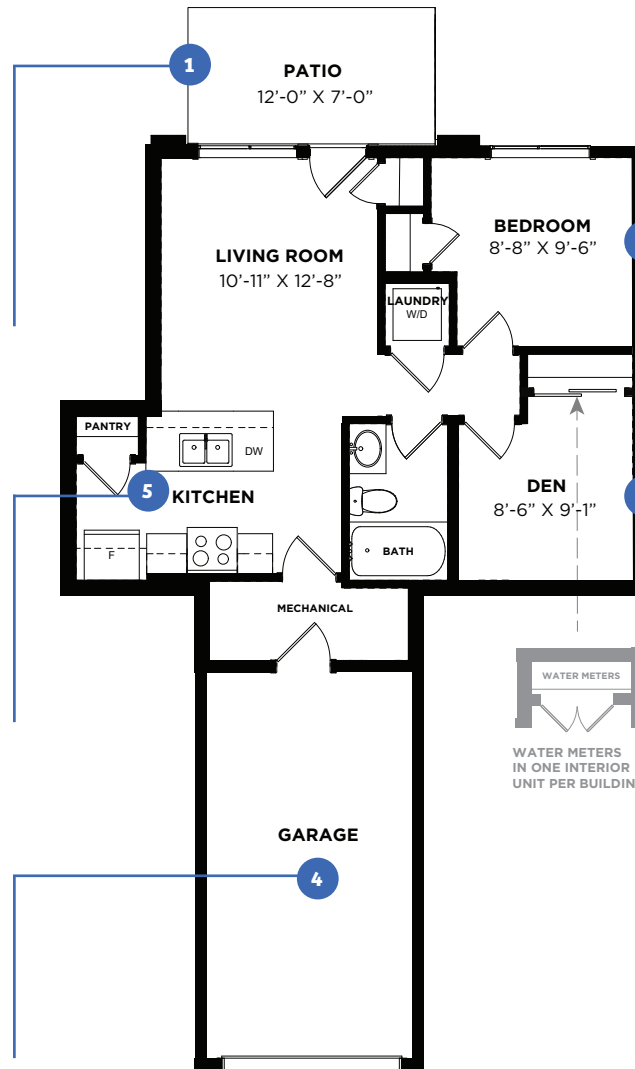 1
PATIO
12'-0" X 7'-0"
BEDROOM
8'-8" X 9'-6"
LIVING ROOM
10'-11" X 12'-8"
LAUNDRY
W/D
PANTRY
DW
5
KITCHEN
DEN
8'-6" X 9'-1"
F
BATH
MECHANICAL
WATER METERS
WATER METERS
IN ONE INTERIOR
UNIT PER BUILDIN
GARAGE
4